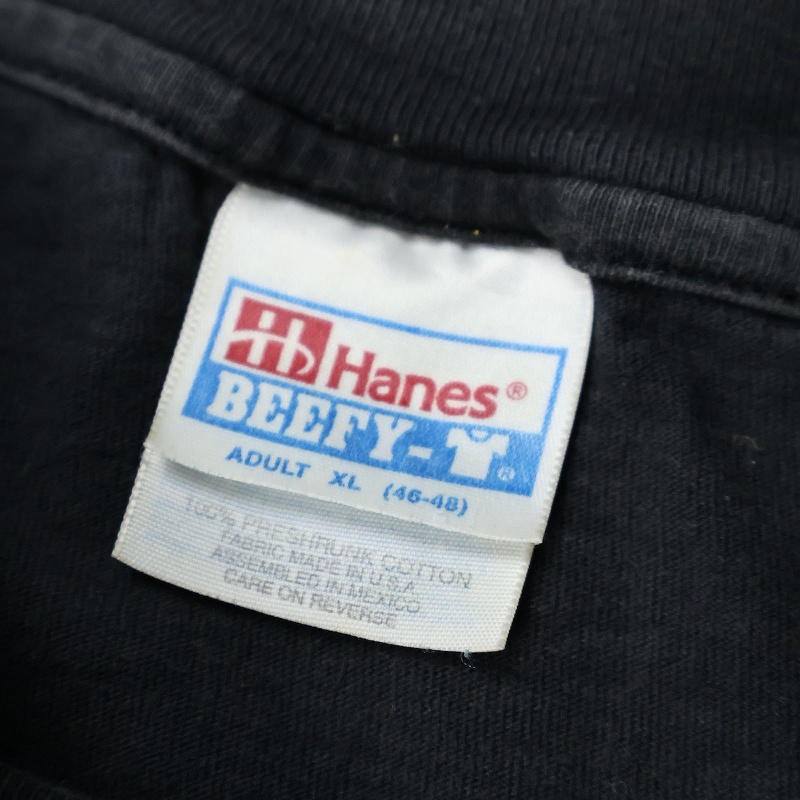 Hanes®
BEEFY-T®
ADULT XL (46-48)
100% PRESHRUNK COTTON
FABRIC MADE IN U.S.A
ASSEMBLED IN MEXICO
CARE ON REVERSE